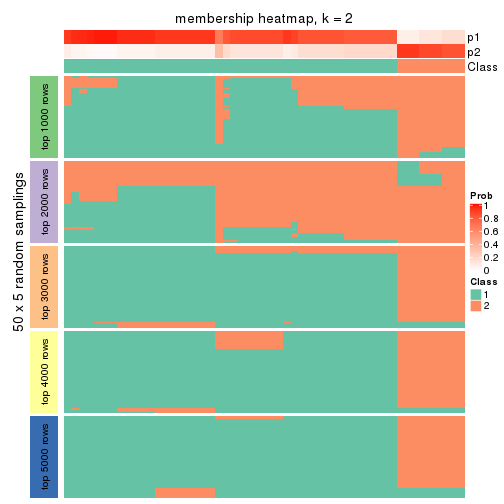 membership heatmap, k = 2
p1
p2
Class
50 x 5 random samplings
top 1000 rows
top 2000 rows
top 3000 rows
top 4000 rows
top 5000 rows
Prob
1
0.8
0.6
0.4
0.2
0
Class
1
2